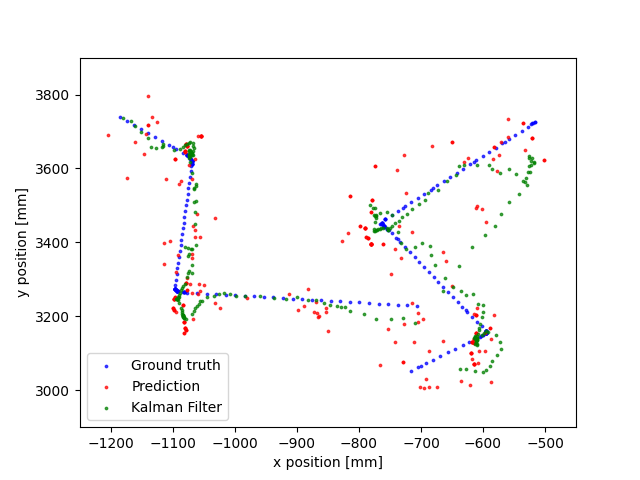 3800
3600
3400
3200
3000
y position [mm]
Ground truth
Prediction
Kalman Filter
−1200 −1100 −1000 −900 −800 −700 −600 −500
x position [mm]